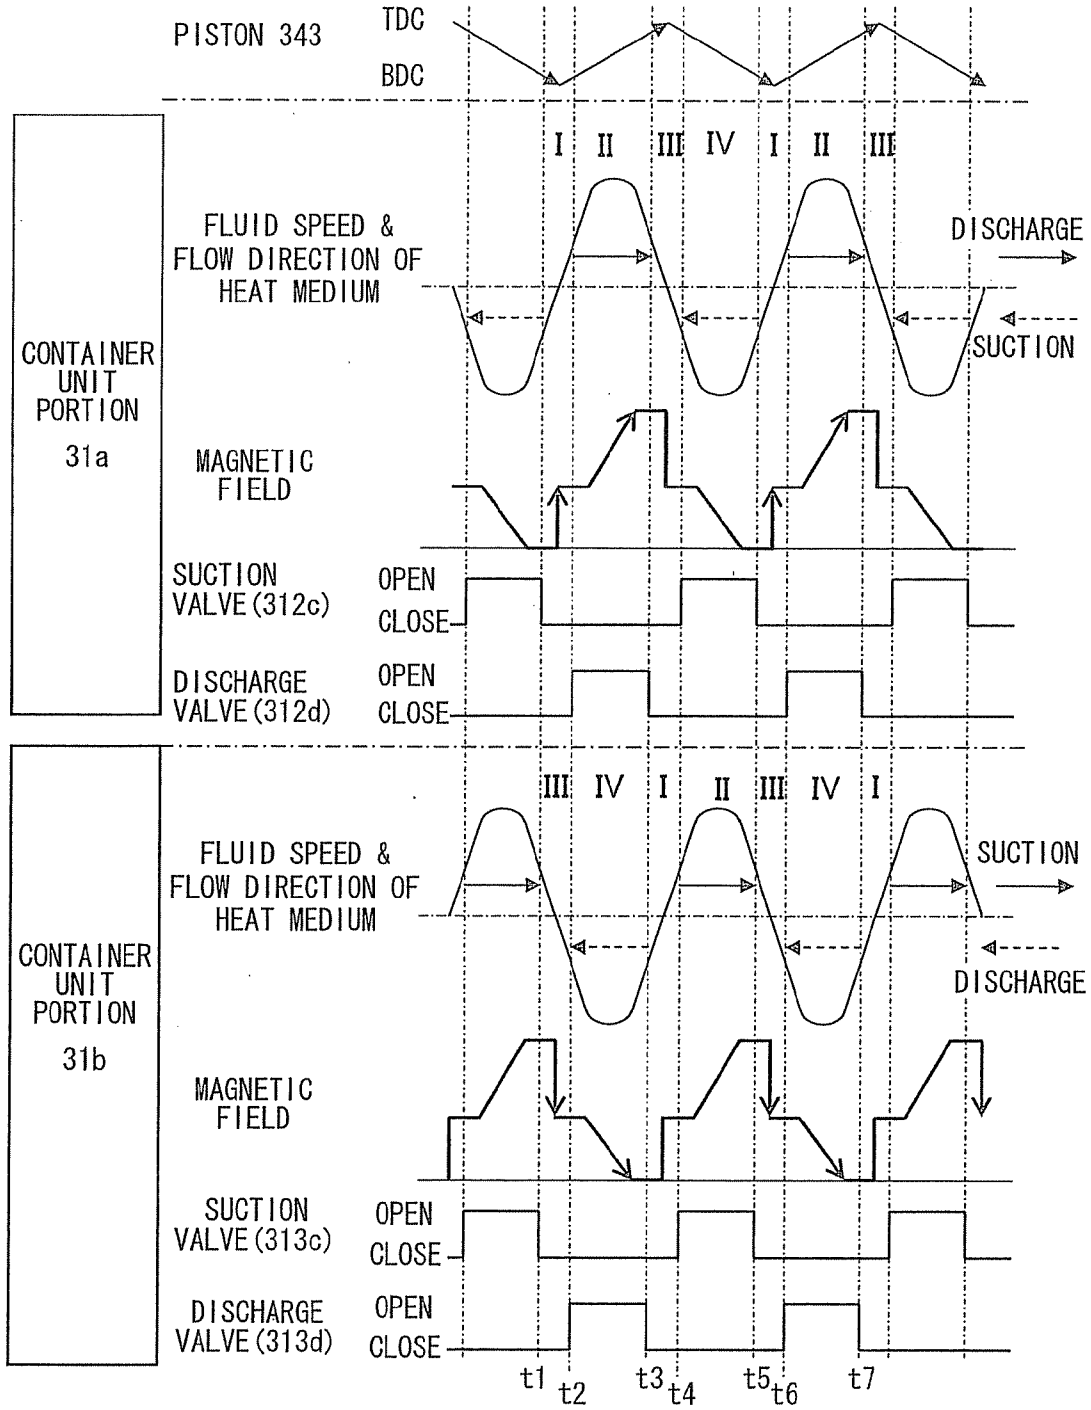 PISTON 343
TDC
BDC
CONTAINER
UNIT
PORTION
31a
I II III IV I II III
FLUID SPEED &
FLOW DIRECTION OF
HEAT MEDIUM
DISCHARGE
SUCTION
MAGNETIC
FIELD
SUCTION
VALVE(312c)
OPEN
CLOSE
DISCHARGE
VALVE(312d)
OPEN
CLOSE
CONTAINER
UNIT
PORTION
31b
III IV I II III IV I
FLUID SPEED &
FLOW DIRECTION OF
HEAT MEDIUM
SUCTION
DISCHARGE
MAGNETIC
FIELD
SUCTION
VALVE(313c)
OPEN
CLOSE
DISCHARGE
VALVE(313d)
OPEN
CLOSE
t1 t2 t3 t4 t5 t6 t7